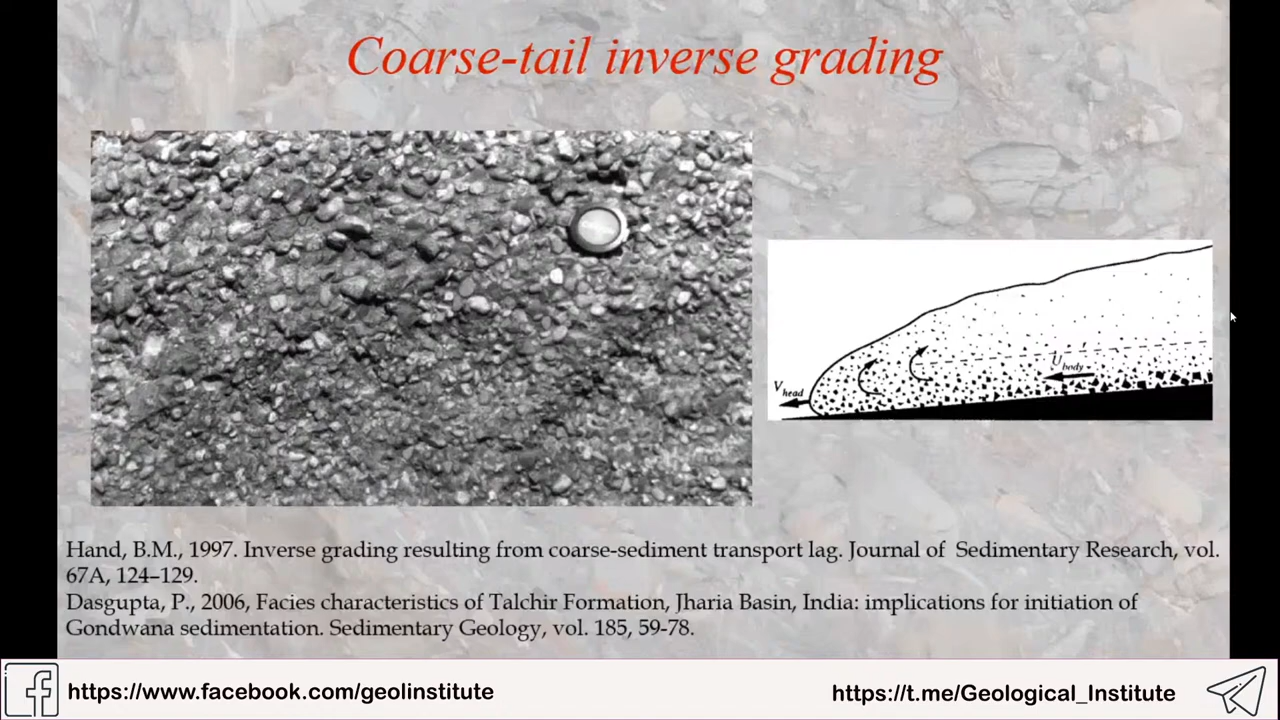 Coarse-tail inverse grading
V head
U body
Hand, B.M., 1997. Inverse grading resulting from coarse-sediment transport lag. Journal of Sedimentary Research, vol.
67A, 124–129.
Dasgupta, P., 2006, Facies characteristics of Talchir Formation, Jharia Basin, India: implications for initiation of
Gondwana sedimentation. Sedimentary Geology, vol. 185, 59-78.
https://www.facebook.com/geolinstitute
https://t.me/Geological_Institute